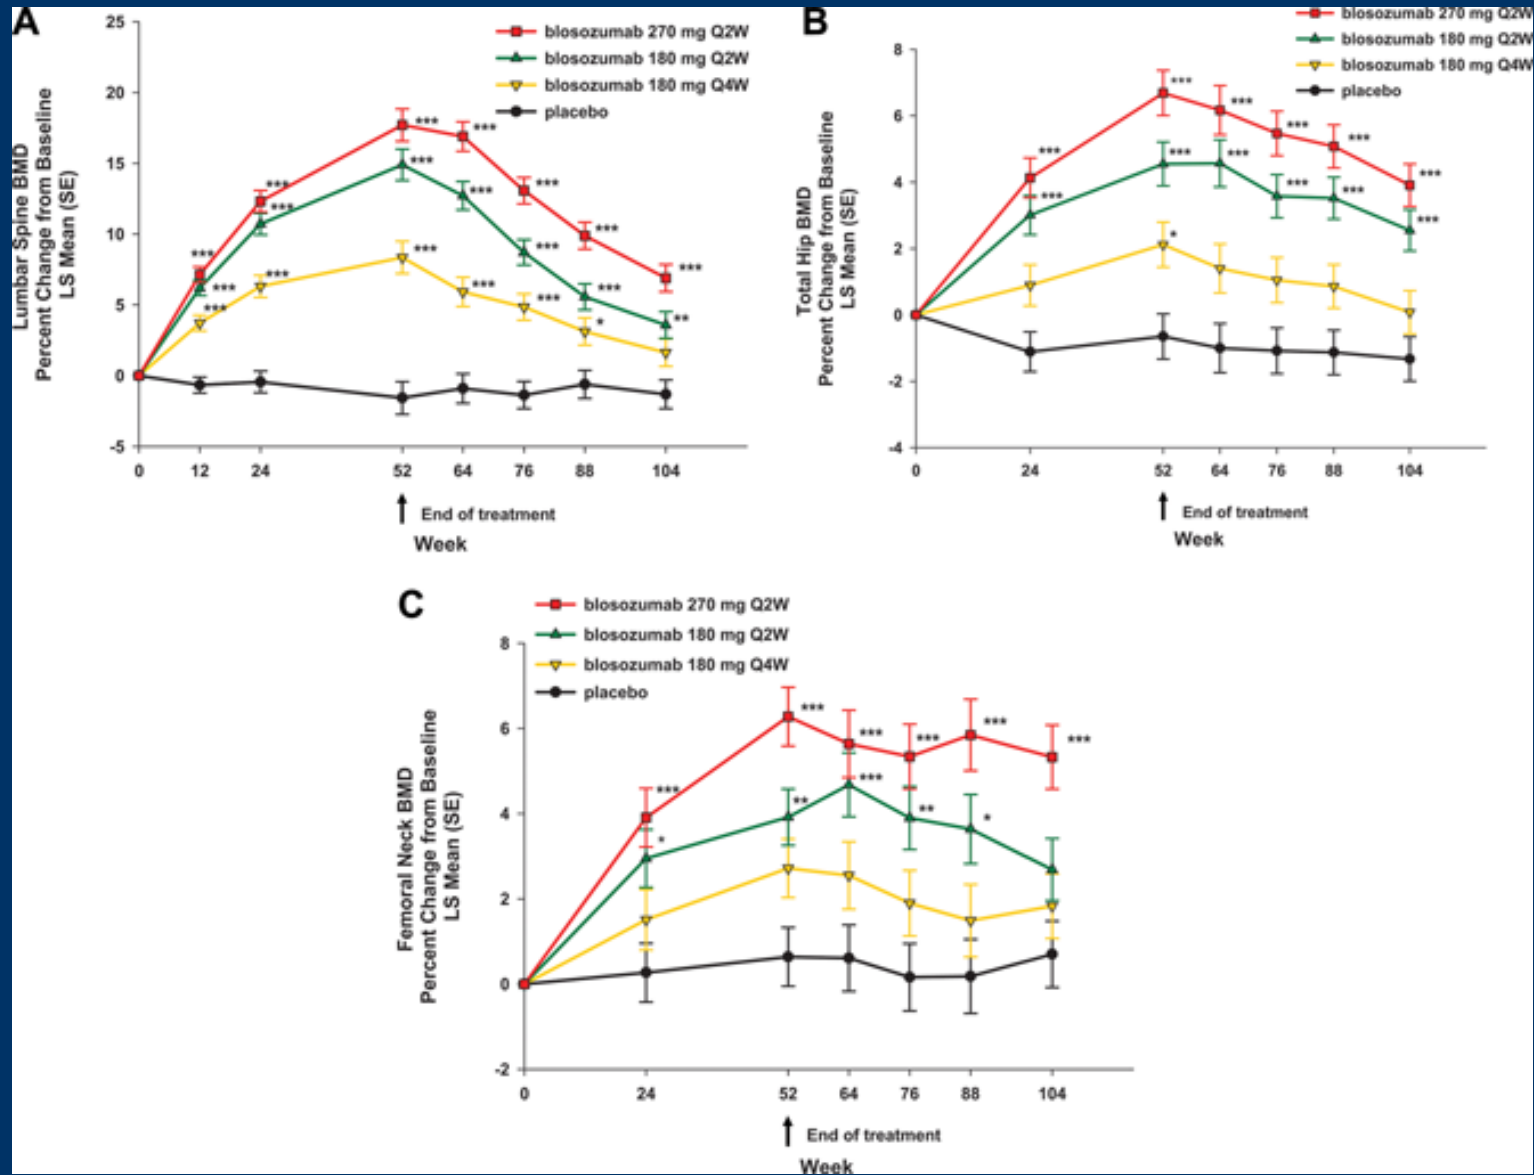 A
25
20
15
10
5
0
-5
Lumbar Spine BMD
Percent Change from Baseline
LS Mean (SE)
blosozumab 270 mg Q2W
blosozumab 180 mg Q2W
blosozumab 180 mg Q4W
placebo
*** *** *** *** *** *** ***
*** *** *** *** *** *** **
*** *** *** *** *** *
0 12 24 52 64 76 88 104
End of treatment
Week
B
8
6
4
2
0
-2
-4
Total Hip BMD
Percent Change from Baseline
LS Mean (SE)
blosozumab 270 mg Q2W
blosozumab 180 mg Q2W
blosozumab 180 mg Q4W
placebo
*** *** *** *** *** ***
*** *** *** *** *** ***
*
0 24 52 64 76 88 104
End of treatment
Week
C
blosozumab 270 mg Q2W
blosozumab 180 mg Q2W
blosozumab 180 mg Q4W
placebo
8
6
4
2
0
-2
Femoral Neck BMD
Percent Change from Baseline
LS Mean (SE)
*** *** *** *** *** ***
* ** *** ** *
0 24 52 64 76 88 104
End of treatment
Week